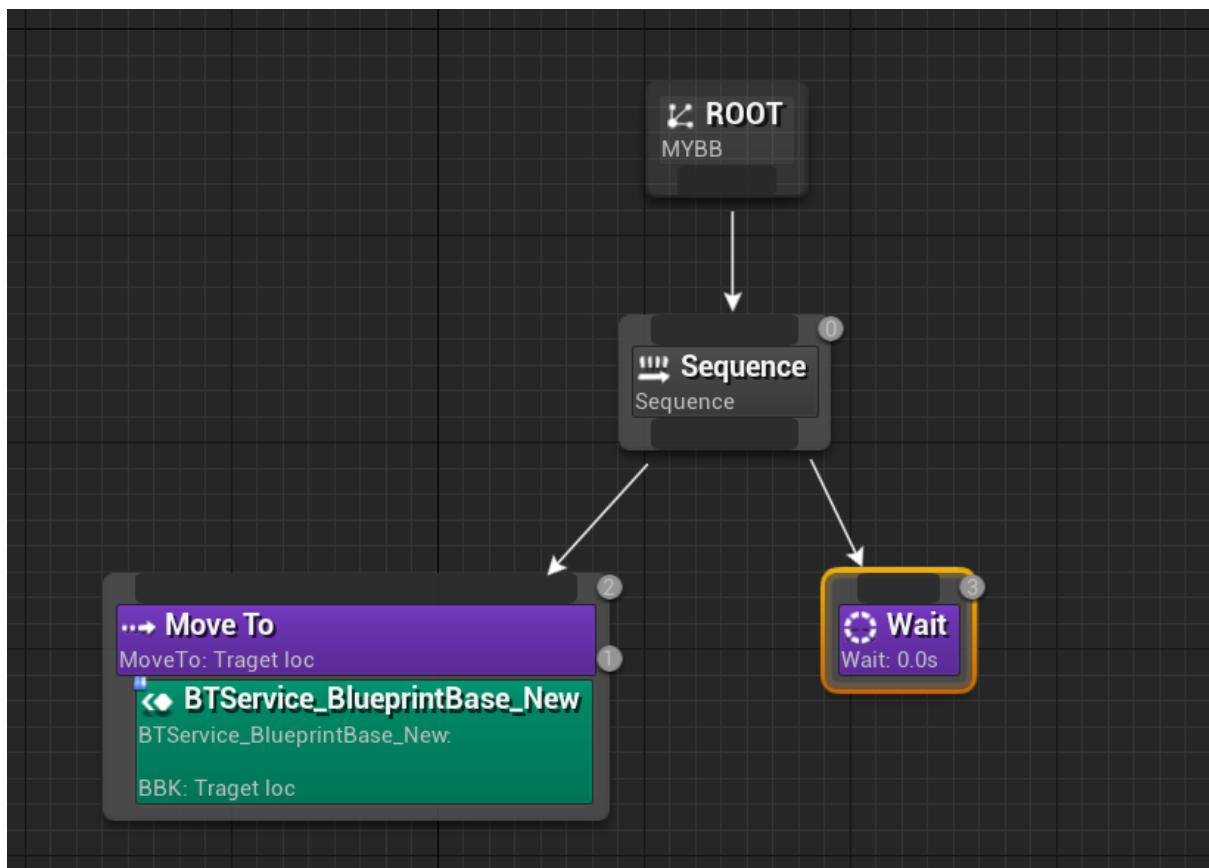 ROOT
MYBB
0
Sequence
Sequence
2
Move To
MoveTo: Traget loc
1
BTService_BlueprintBase_New
BTService_BlueprintBase_New:
BBK: Traget loc
3
Wait
Wait: 0.0s